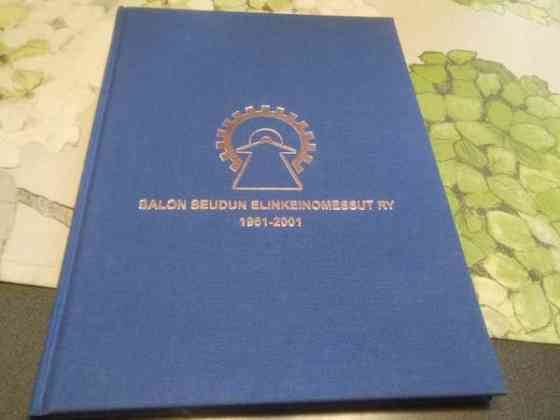 SALON SEUDUN ELINKEINOMESSUT RY
1961-2001